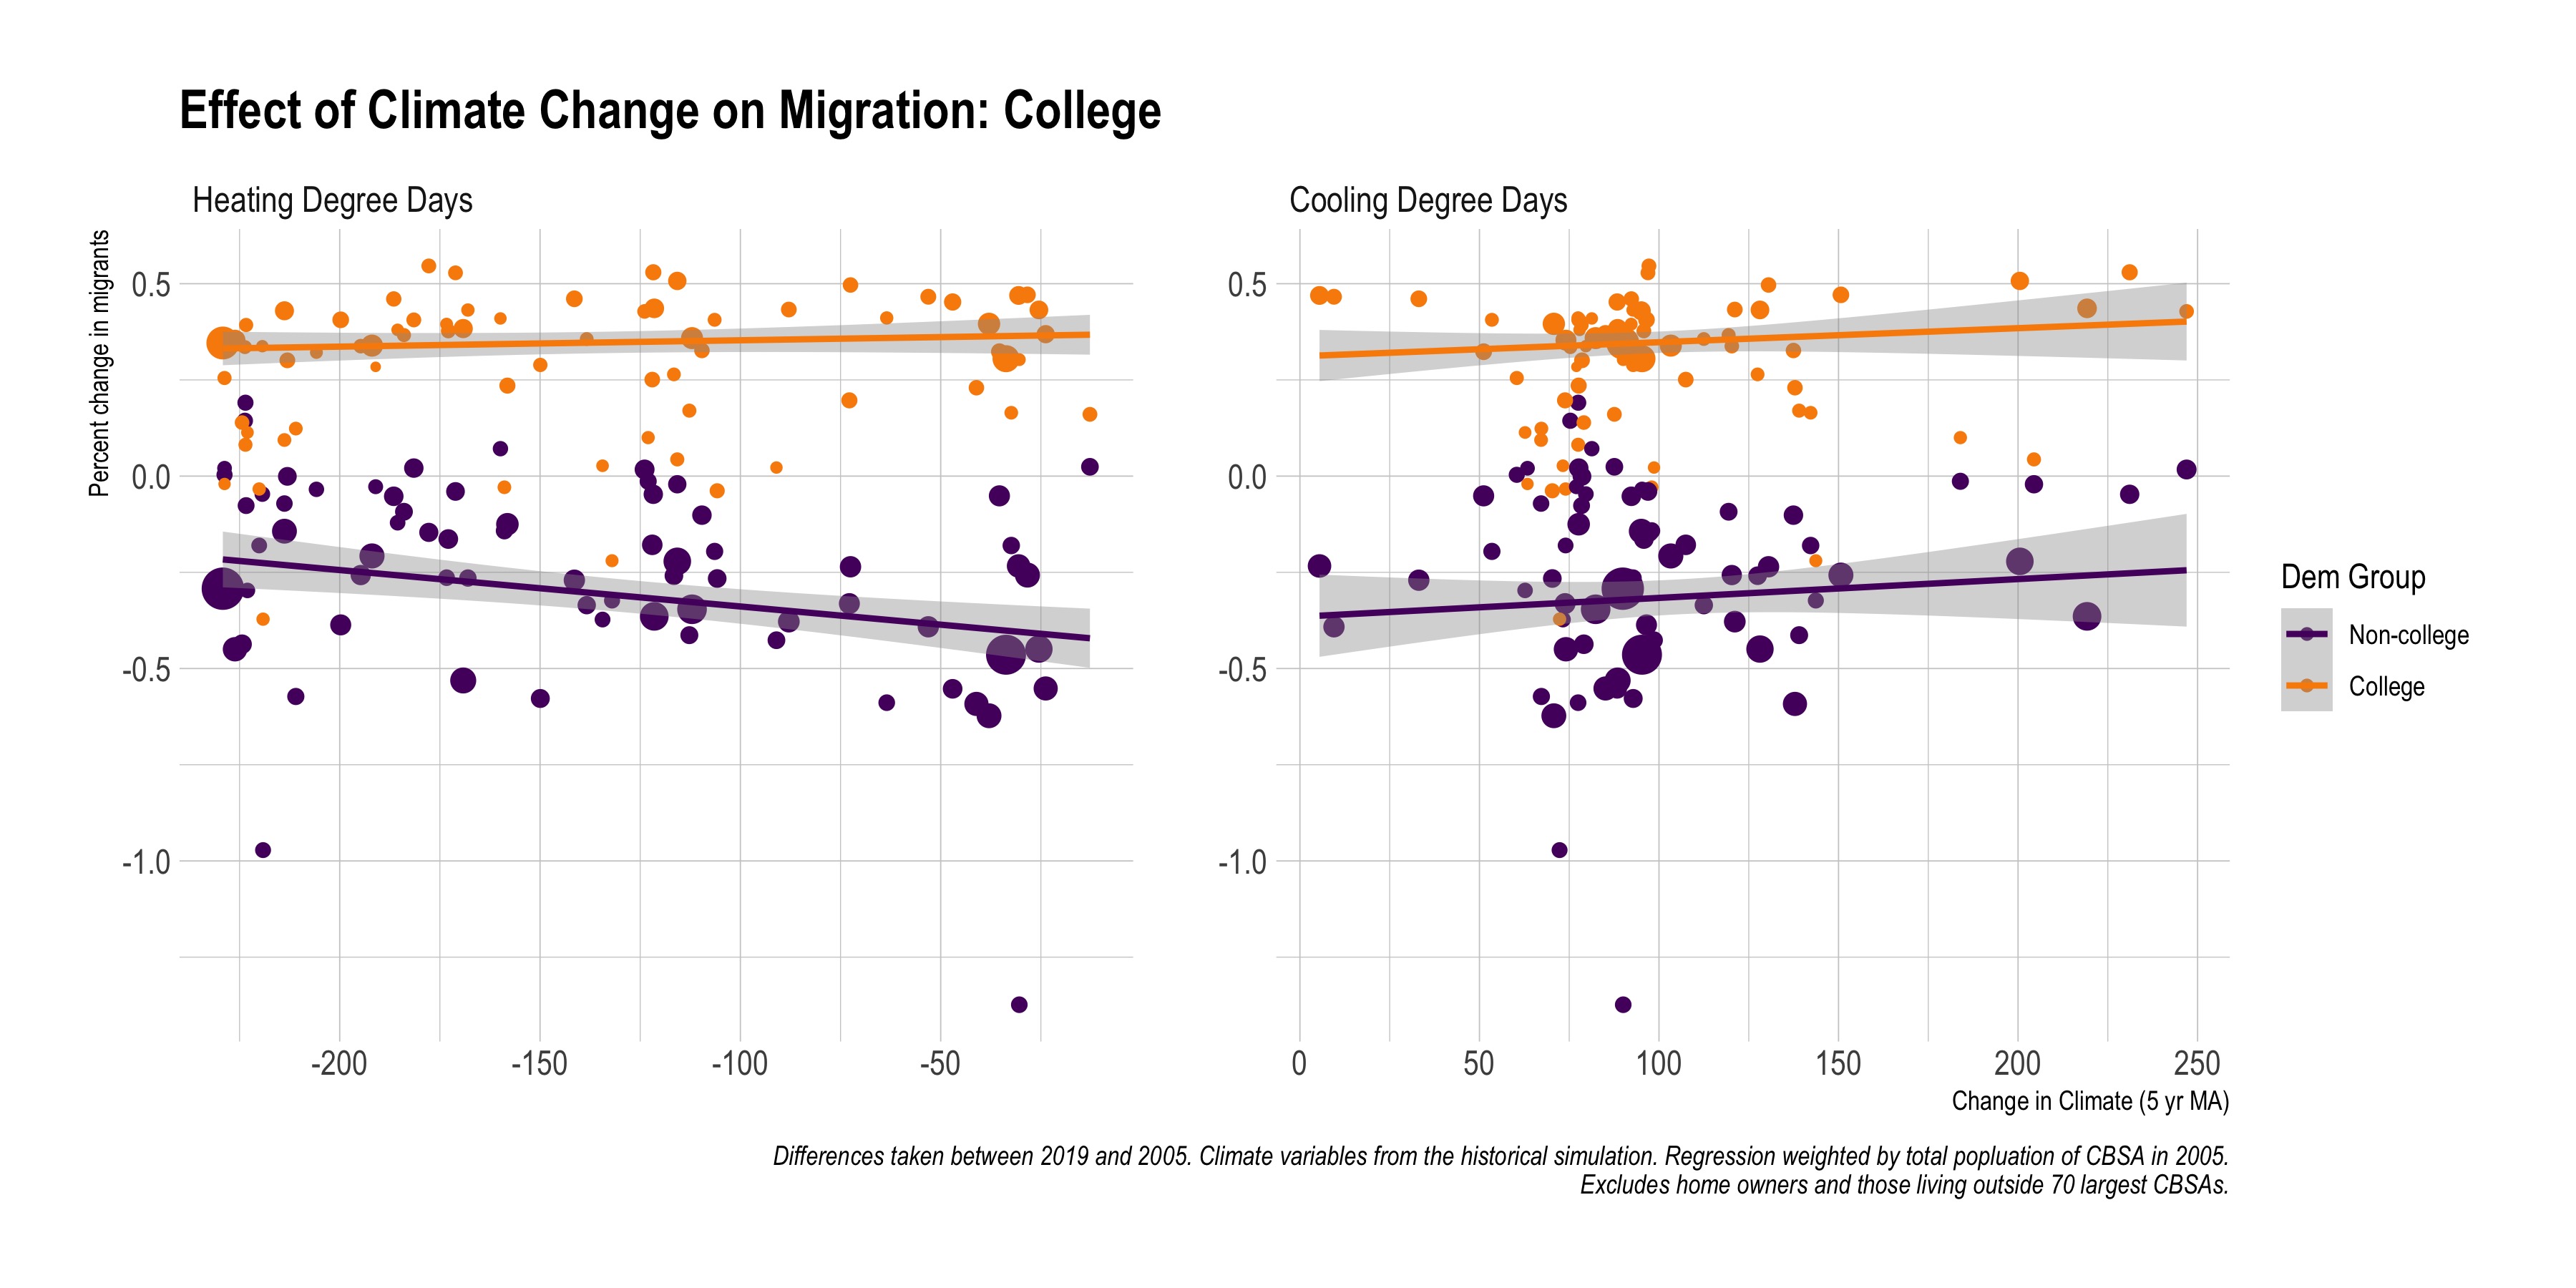 Effect of Climate Change on Migration: College
Heating Degree Days
Cooling Degree Days
Percent change in migrants
0.5
0.0
-0.5
-1.0
0.5
0.0
-0.5
-1.0
-200
-150
-100
-50
0
50
100
150
200
250
Change in Climate (5 yr MA)
Dem Group
Non-college
College
Differences taken between 2019 and 2005. Climate variables from the historical simulation. Regression weighted by total popluation of CBSA in 2005.
Excludes home owners and those living outside 70 largest CBSAs.